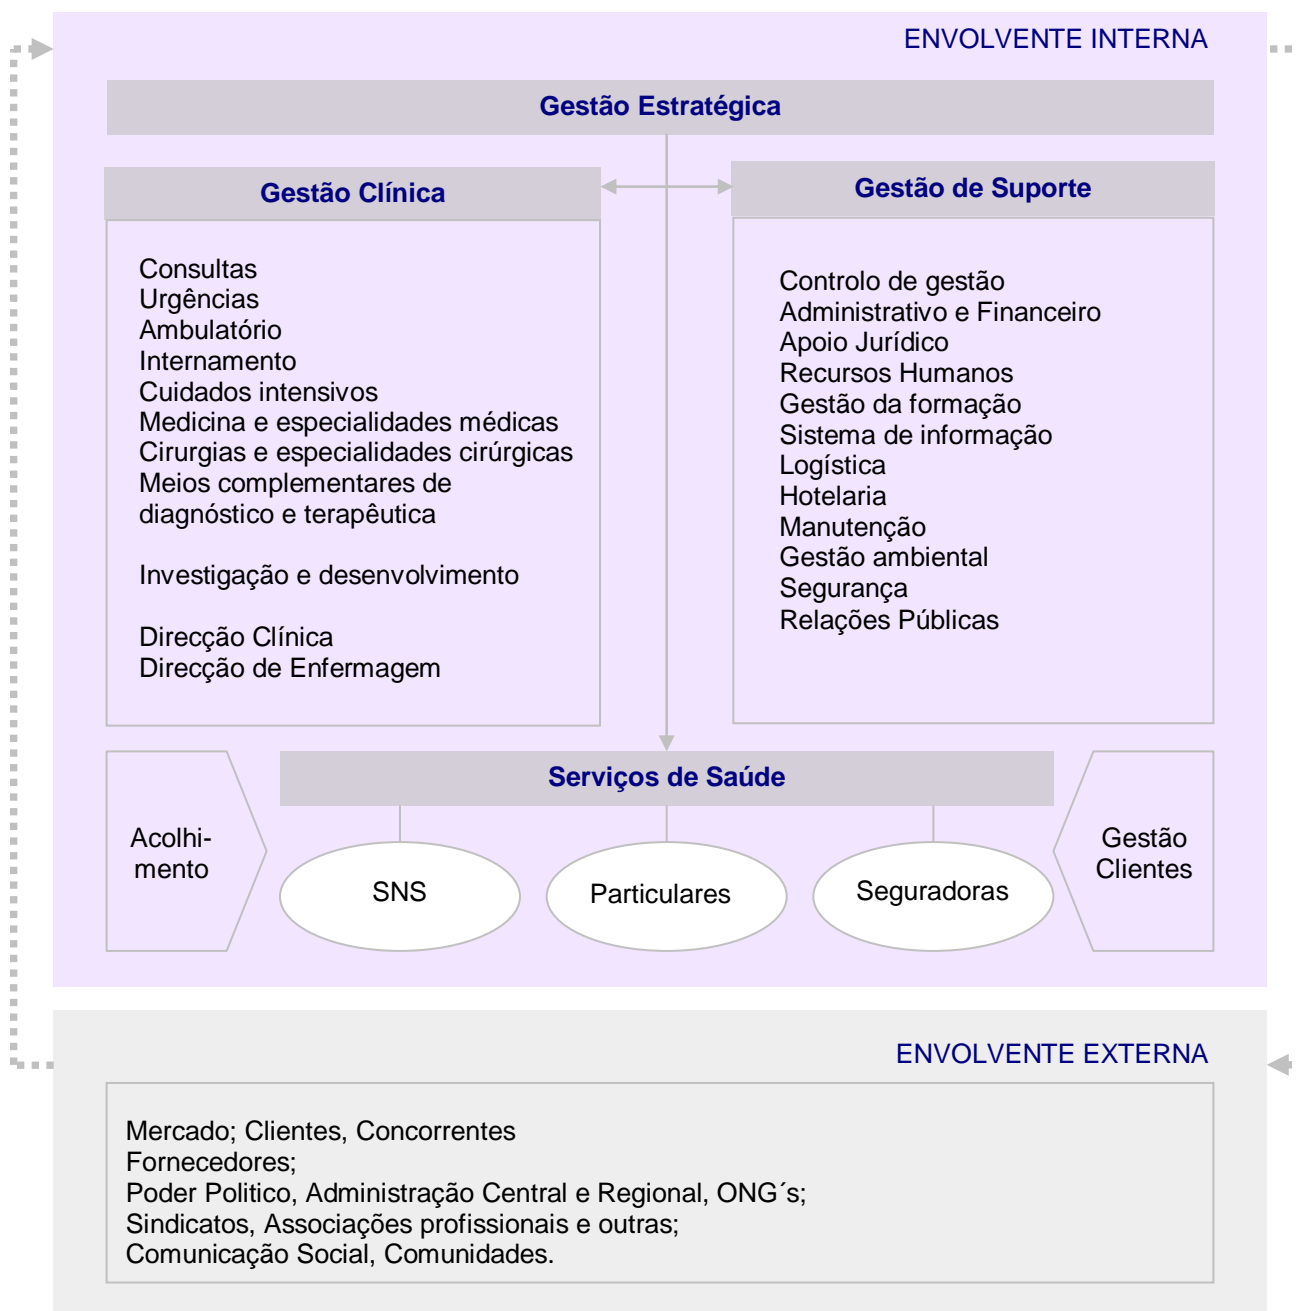 ENVOLVENTE INTERNA
Gestão Estratégica
Gestão Clínica
Consultas
Urgências
Ambulatório
Internamento
Cuidados intensivos
Medicina e especialidades médicas
Cirurgias e especialidades cirúrgicas
Meios complementares de
diagnóstico e terapêutica
Investigação e desenvolvimento
Direcção Clínica
Direcção de Enfermagem
Gestão de Suporte
Controlo de gestão
Administrativo e Financeiro
Apoio Jurídico
Recursos Humanos
Gestão da formação
Sistema de informação
Logística
Hotelaria
Manutenção
Gestão ambiental
Segurança
Relações Públicas
Acolhi-
mento
Serviços de Saúde
SNS
Particulares
Seguradoras
Gestão
Clientes
ENVOLVENTE EXTERNA
Mercado; Clientes, Concorrentes
Fornecedores;
Poder Politico, Administração Central e Regional, ONG´s;
Sindicatos, Associações profissionais e outras;
Comunicação Social, Comunidades.